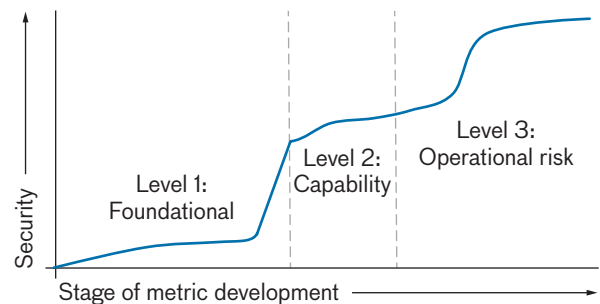 Security
Level 1:
Foundational
Level 2:
Capability
Level 3:
Operational risk
Stage of metric development